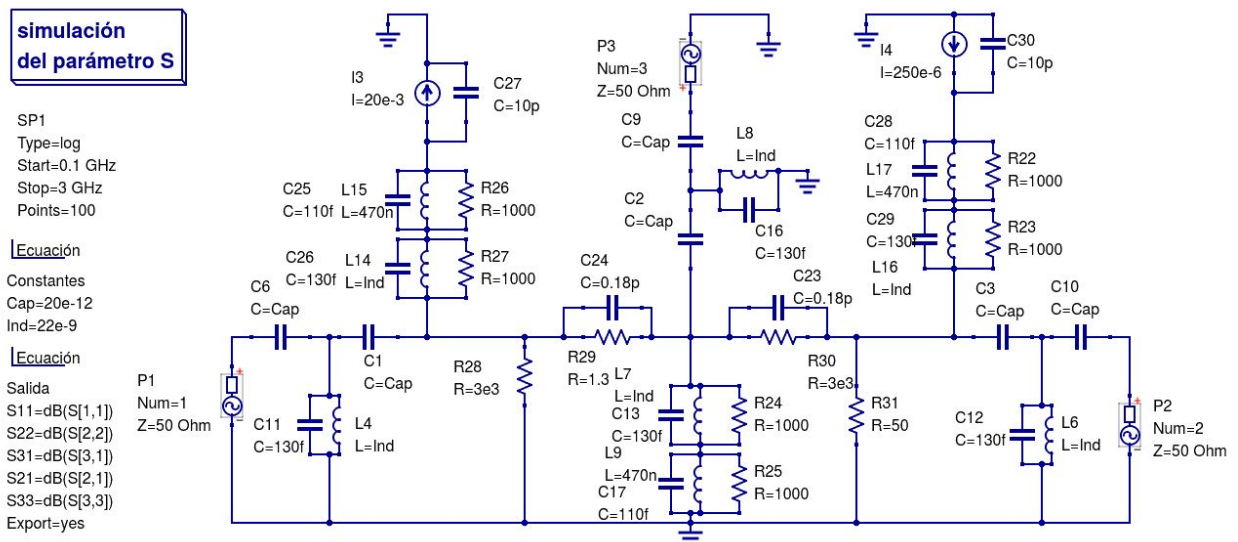 simulación
del parámetro S
SP1
Type=log
Start=0.1 GHz
Stop=3 GHz
Points=100
Ecuación
Constantes
Cap=20e-12
Ind=22e-9
Ecuación
Salida
S11=dB(S[1,1])
S22=dB(S[2,2])
S31=dB(S[3,1])
S21=dB(S[2,1])
S33=dB(S[3,3])
Export=yes
P1
Num=1
Z=50 Ohm
C6
C=Cap
C11
C=130f
L4
L=Ind
C1
C=Cap
I3
I=20e-3
C27
C=10p
C25
C=110f
L15
L=470n
R26
R=1000
C26
C=130f
L14
L=Ind
R27
R=1000
R28
R=3e3
C24
C=0.18p
R29
R=1.3
P3
Num=3
Z=50 Ohm
C9
C=Cap
L8
L=Ind
C2
C=Cap
C16
C=130f
C23
C=0.18p
R30
R=3e3
L7
L=Ind
C13
C=130f
R24
R=1000
L9
L=470n
C17
C=110f
R25
R=1000
I4
I=250e-6
C30
C=10p
C28
C=110f
L17
L=470n
R22
R=1000
C29
C=130f
L16
L=Ind
R23
R=1000
R31
R=50
C3
C=Cap
C10
C=Cap
C12
C=130f
L6
L=Ind
P2
Num=2
Z=50 Ohm